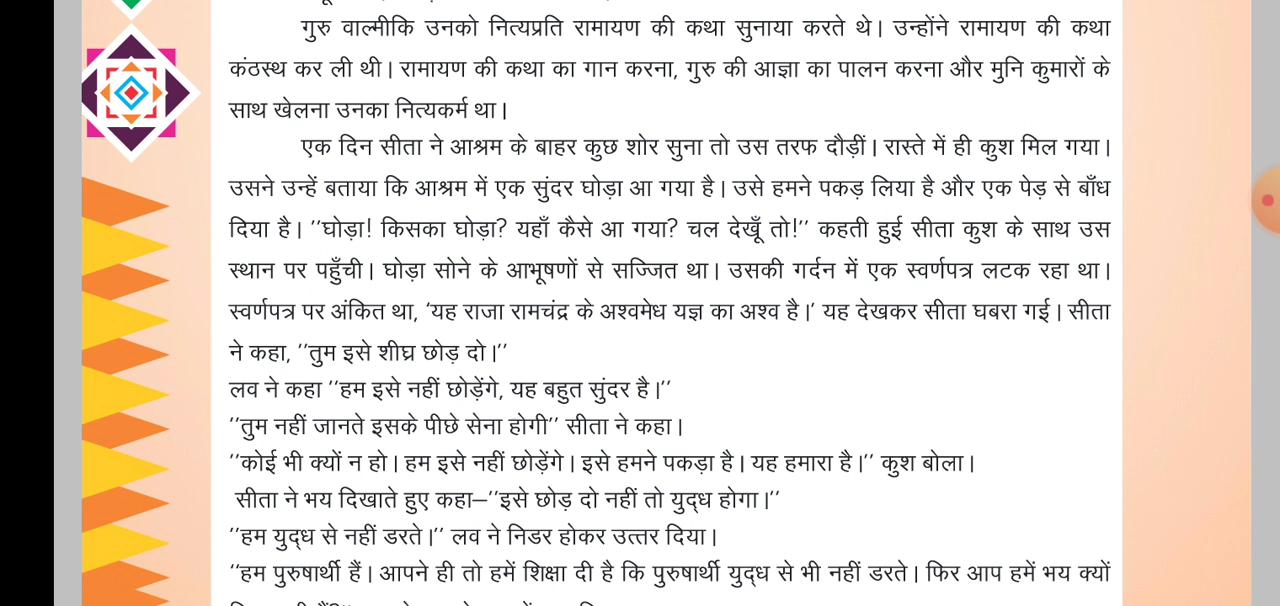 गुरु वाल्मीकि उनको नित्यप्रति रामायण की कथा सुनाया करते थे। उन्होंने रामायण की कथा
कंठस्थ कर ली थी। रामायण की कथा का गान करना, गुरु की आज्ञा का पालन करना और मुनि कुमारों के
साथ खेलना उनका नित्यकर्म था।
एक दिन सीता ने आश्रम के बाहर कुछ शोर सुना तो उस तरफ दौड़ीं। रास्ते में ही कुश मिल गया।
उसने उन्हें बताया कि आश्रम में एक सुंदर घोड़ा आ गया है। उसे हमने पकड़ लिया है और एक पेड़ से बाँध
दिया है। ’’घोड़ा! किसका घोड़ा? यहाँ कैसे आ गया? चल देखूँ तो!’’ कहती हुई सीता कुश के साथ उस
स्थान पर पहुँची। घोड़ा सोने के आभूषणों से सज्जित था। उसकी गर्दन में एक स्वर्णपत्र लटक रहा था।
स्वर्णपत्र पर अंकित था, ‘यह राजा रामचंद्र के अश्वमेध यज्ञ का अश्व है।’ यह देखकर सीता घबरा गई। सीता
ने कहा, ’’तुम इसे शीघ्र छोड़ दो।’’
लव ने कहा ’’हम इसे नहीं छोड़ेंगे, यह बहुत सुंदर है।’’
’’तुम नहीं जानते इसके पीछे सेना होगी’’ सीता ने कहा।
’’कोई भी क्यों न हो। हम इसे नहीं छोड़ेंगे। इसे हमने पकड़ा है। यह हमारा है।’’ कुश बोला।
सीता ने भय दिखाते हुए कहा–’’इसे छोड़ दो नहीं तो युद्ध होगा।’’
’’हम युद्ध से नहीं डरते।’’ लव ने निडर होकर उत्तर दिया।
’’हम पुरुषार्थी हैं। आपने ही तो हमें शिक्षा दी है कि पुरुषार्थी युद्ध से भी नहीं डरते। फिर आप हमें भय क्यों